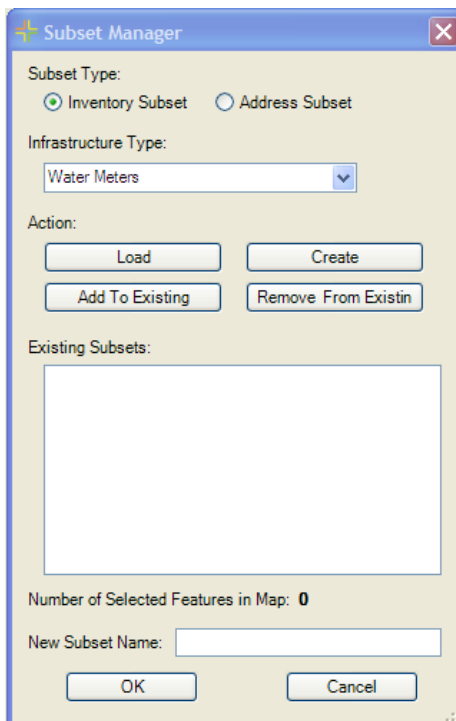 Subset Manager
Subset Type:
Inventory Subset Address Subset
Infrastructure Type:
Water Meters
Action:
Load Create
Add To Existing Remove From Existin
Existing Subsets:
Number of Selected Features in Map: 0
New Subset Name:
OK Cancel